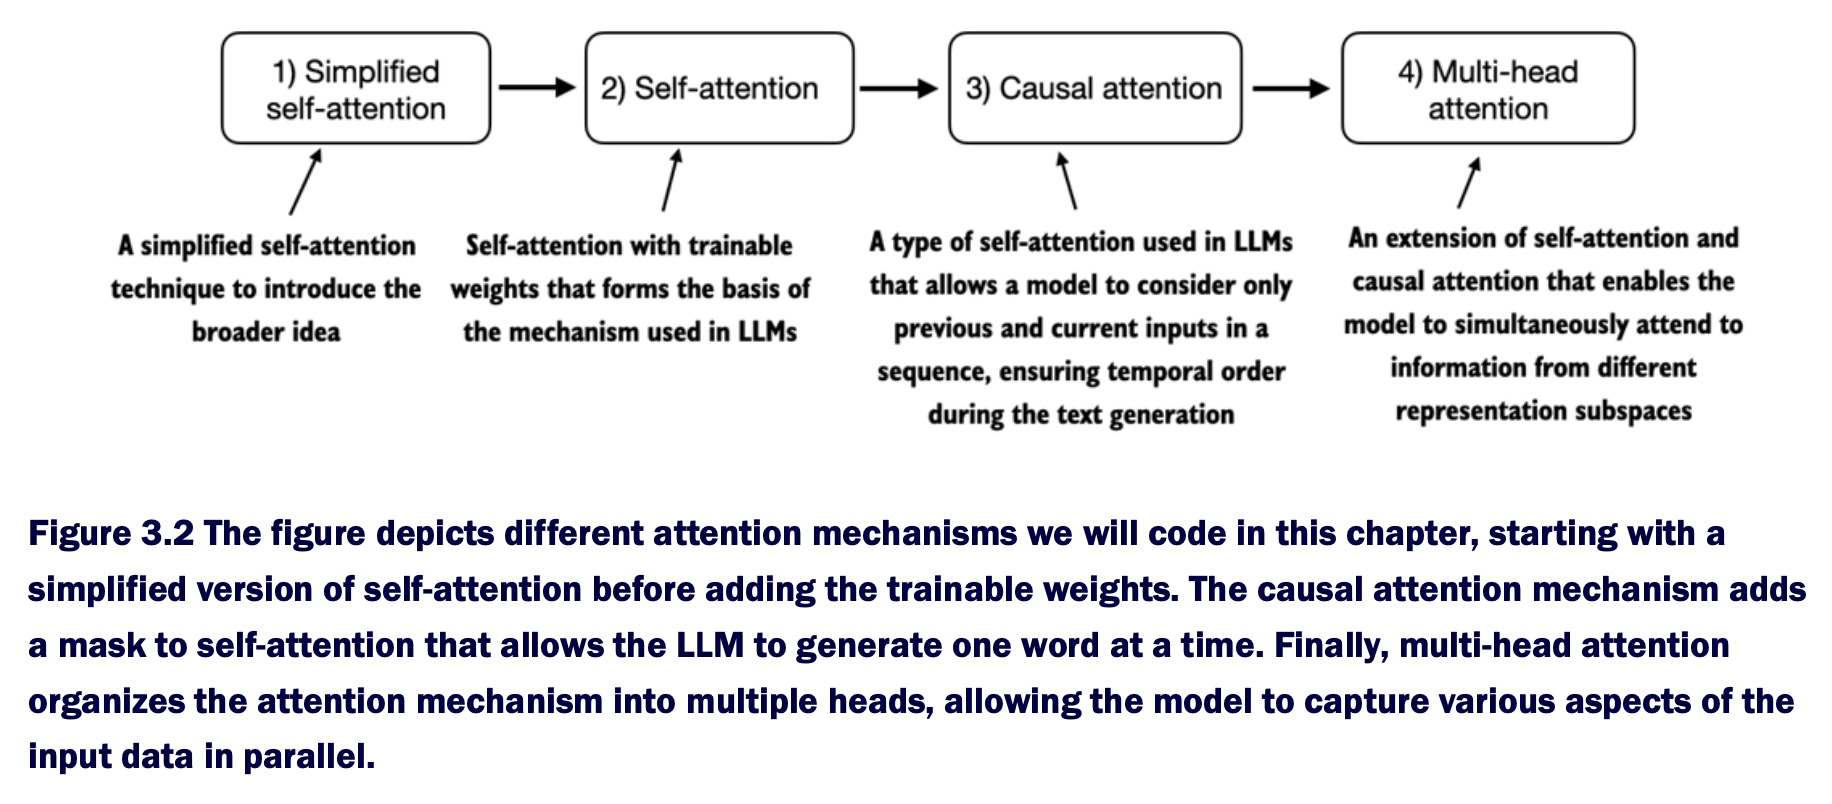 1) Simplified
self-attention
2) Self-attention
3) Causal attention
4) Multi-head
attention
A simplified self-attention
technique to introduce the
broader idea
Self-attention with trainable
weights that forms the basis of
the mechanism used in LLMs
A type of self-attention used in LLMs
that allows a model to consider only
previous and current inputs in a
sequence, ensuring temporal order
during the text generation
An extension of self-attention and
causal attention that enables the
model to simultaneously attend to
information from different
representation subspaces
Figure 3.2 The figure depicts different attention mechanisms we will code in this chapter, starting with a
simplified version of self-attention before adding the trainable weights. The causal attention mechanism adds
a mask to self-attention that allows the LLM to generate one word at a time. Finally, multi-head attention
organizes the attention mechanism into multiple heads, allowing the model to capture various aspects of the
input data in parallel.